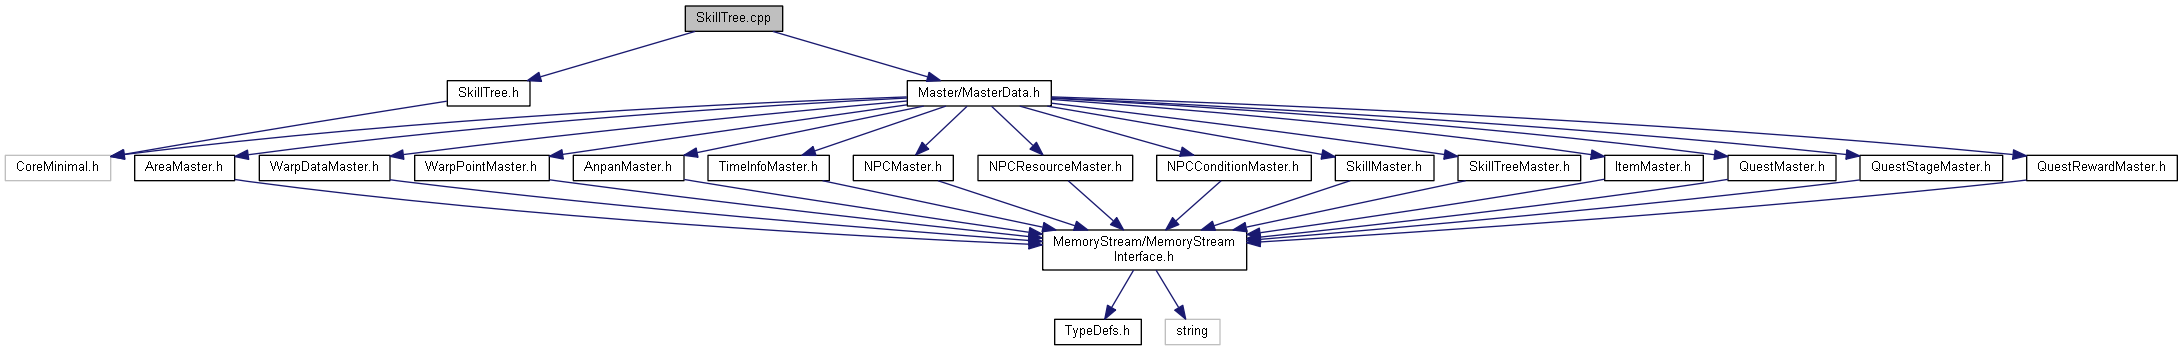 SkillTree.cpp
SkillTree.h
Master/MasterData.h
CoreMinimal.h
AreaMaster.h
WarpDataMaster.h
WarpPointMaster.h
AnpanMaster.h
TimeInfoMaster.h
NPCMaster.h
NPCResourceMaster.h
NPCConditionMaster.h
SkillMaster.h
SkillTreeMaster.h
ItemMaster.h
QuestMaster.h
QuestStageMaster.h
QuestRewardMaster.h
MemoryStream/MemoryStream
Interface.h
TypeDefs.h
string